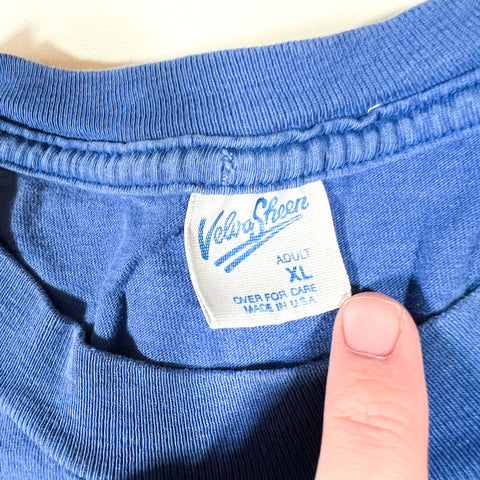 Velva Sheen
ADULT
XL
OVER FOR CARE
MADE IN U.S.A